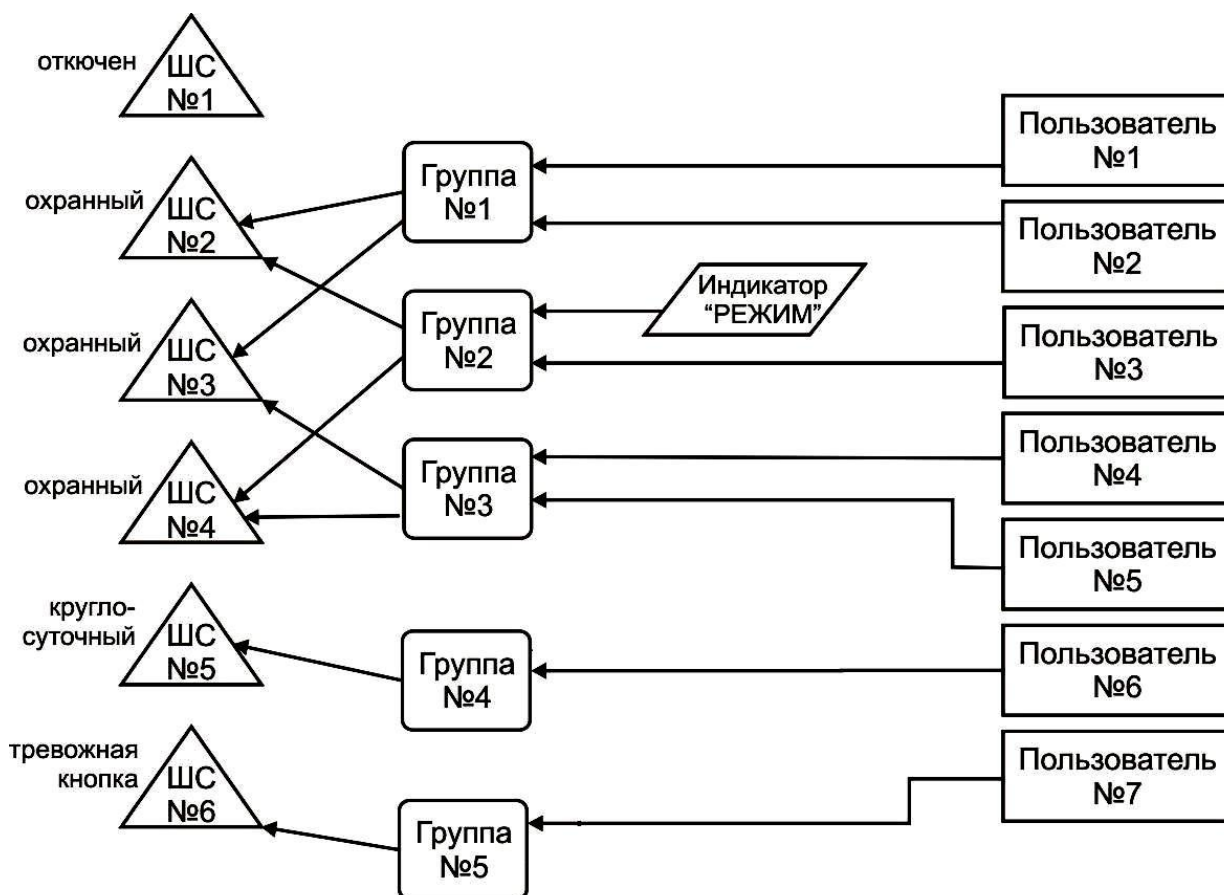 откючен
ШС
№1
охранный
ШС
№2
охранный
ШС
№3
охранный
ШС
№4
кругло-
суточный
ШС
№5
тревожная
кнопка
ШС
№6
Группа
№1
Группа
№2
Группа
№3
Группа
№4
Группа
№5
Индикатор
“РЕЖИМ”
Пользователь
№1
Пользователь
№2
Пользователь
№3
Пользователь
№4
Пользователь
№5
Пользователь
№6
Пользователь
№7